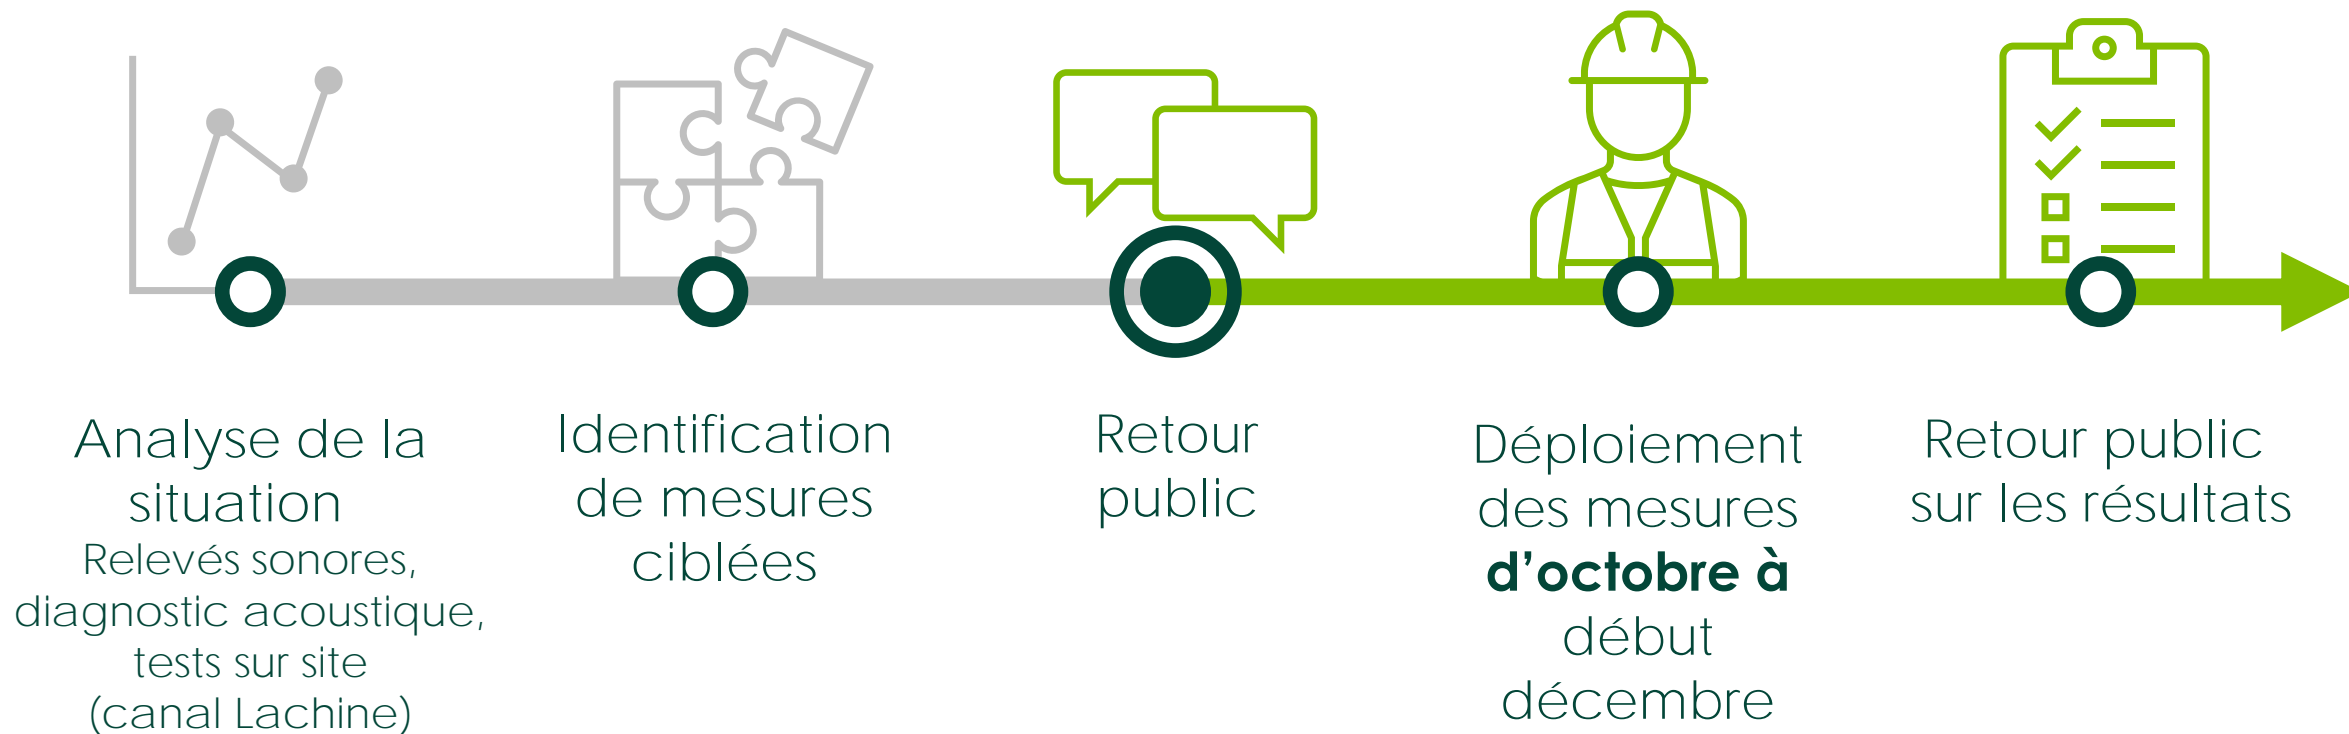 Analyse de la
situation
Relevés sonores,
diagnostic acoustique,
tests sur site
(canal Lachine)
Identification
de mesures
ciblées
Retour
public
Déploiement
des mesures
d’octobre à
début
décembre
Retour public
sur les résultats